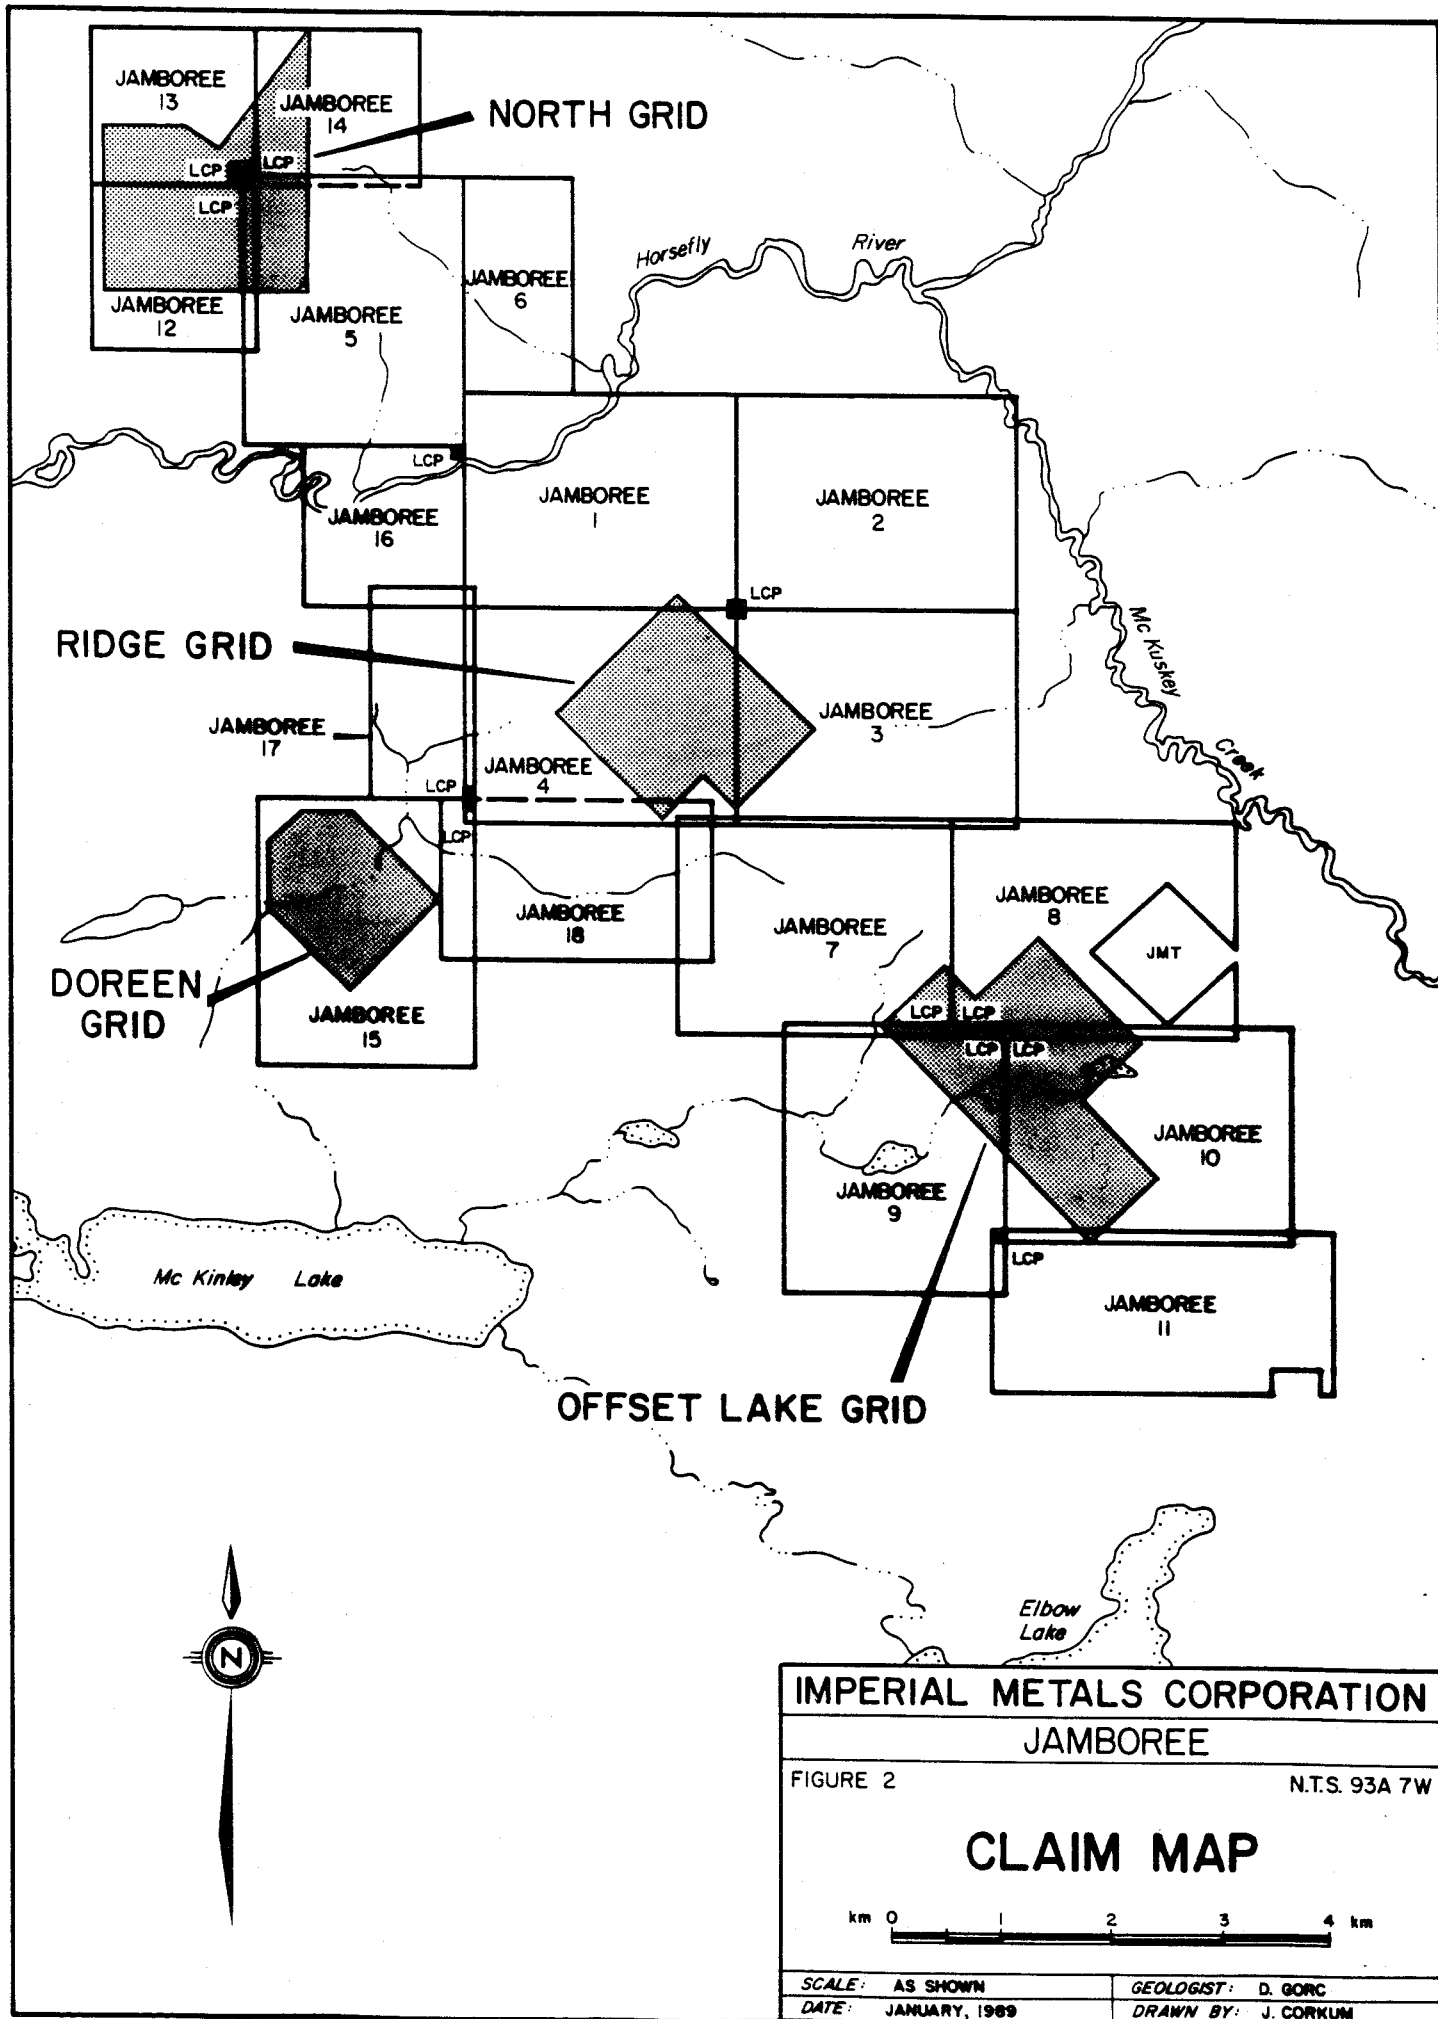 JAMBOREE
13
JAMBOREE
14
NORTH GRID
LCP
LCP
LCP
JAMBOREE
12
JAMBOREE
5
JAMBOREE
6
Horsefly River
LCP
JAMBOREE
16
JAMBOREE
1
JAMBOREE
2
LCP
RIDGE GRID
JAMBOREE
17
JAMBOREE
3
JAMBOREE
4
LCP
LCP
Mc Kuskey
Creek
JAMBOREE
18
JAMBOREE
7
JAMBOREE
8
JMT
DOREEN
GRID
JAMBOREE
15
LCP
LCP
LCP
LCP
JAMBOREE
10
JAMBOREE
9
LCP
JAMBOREE
11
Mc Kinley Lake
OFFSET LAKE GRID
Elbow
Lake
N
IMPERIAL METALS CORPORATION
JAMBOREE
FIGURE 2 N.T.S. 93A 7W
CLAIM MAP
km 0 1 2 3 4 km
SCALE: AS SHOWN GEOLOGIST: D. GORC
DATE: JANUARY, 1989 DRAWN BY: J. CORKUM